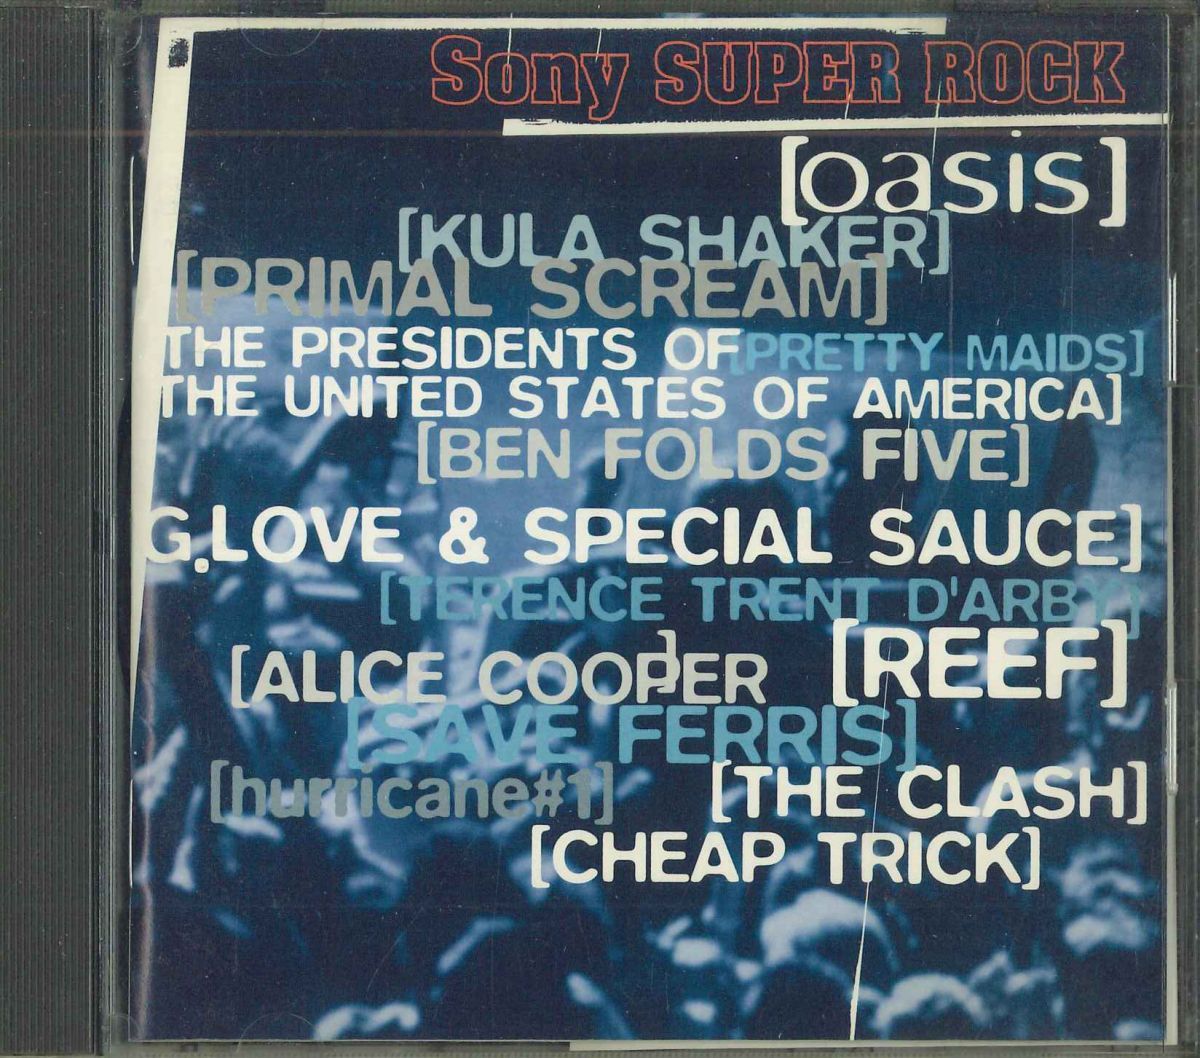 Sony SUPER ROCK
[oasis]
[KULA SHAKER]
[PRIMAL SCREAM]
THE PRESIDENTS OF
[PRETTY MAIDS]
THE UNITED STATES OF AMERICA]
[BEN FOLDS FIVE]
G.LOVE & SPECIAL SAUCE]
[TERENCE TRENT D'ARBY]
[REEF]
[ALICE COOPER]
[SAVE FERRIS]
[hurricane#1]
[THE CLASH]
[CHEAP TRICK]